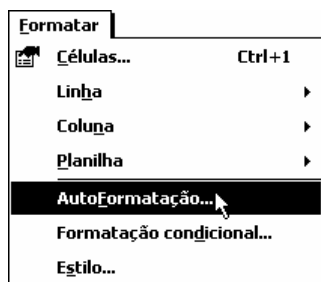 Formatar
Células... Ctrl+1
Linha
Coluna
Planilha
AutoFormatação...
Formatação condicional...
Estilo...